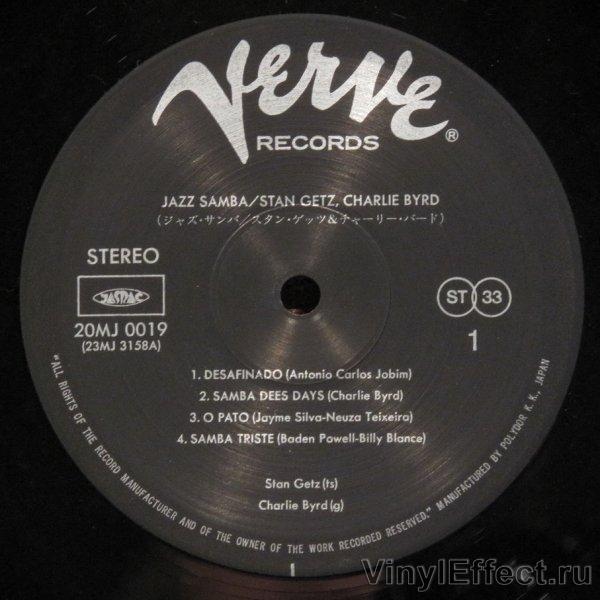 VERVE
RECORDS®
JAZZ SAMBA/STAN GETZ, CHARLIE BYRD
(ジャズ・サンバ/スタン・ゲッツ&チャーリー・バード)
STEREO
JASRAC
20MJ 0019
(23MJ 3158A)
ST 33
1
1. DESAFINADO (Antonio Carlos Jobim)
2. SAMBA DEES DAYS (Charlie Byrd)
3. O PATO (Jayme Silva-Neuza Teixeira)
4. SAMBA TRISTE (Baden Powell-Billy Blance)
Stan Getz (ts)
Charlie Byrd (g)
"ALL RIGHTS OF THE RECORD MANUFACTURER AND OF THE OWNER OF THE WORK RECORDED RESERVED." MANUFACTURED BY POLYDOR K. K., JAPAN
1
VinylEffect.ru